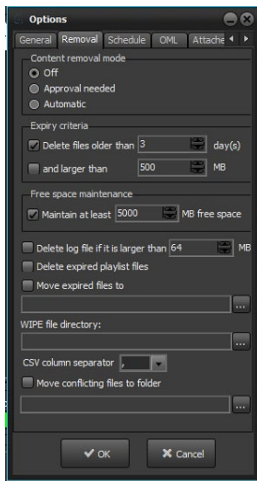 Options
General Removal Schedule OML Attache
Content removal mode
Off
Approval needed
Automatic
Expiry criteria
Delete files older than 3 day(s)
and larger than 500 MB
Free space maintenance
Maintain at least 5000 MB free space
Delete log file if it is larger than 64 MB
Delete expired playlist files
Move expired files to
...
WIPE file directory:
...
CSV column separator ,
Move conflicting files to folder
...
OK Cancel